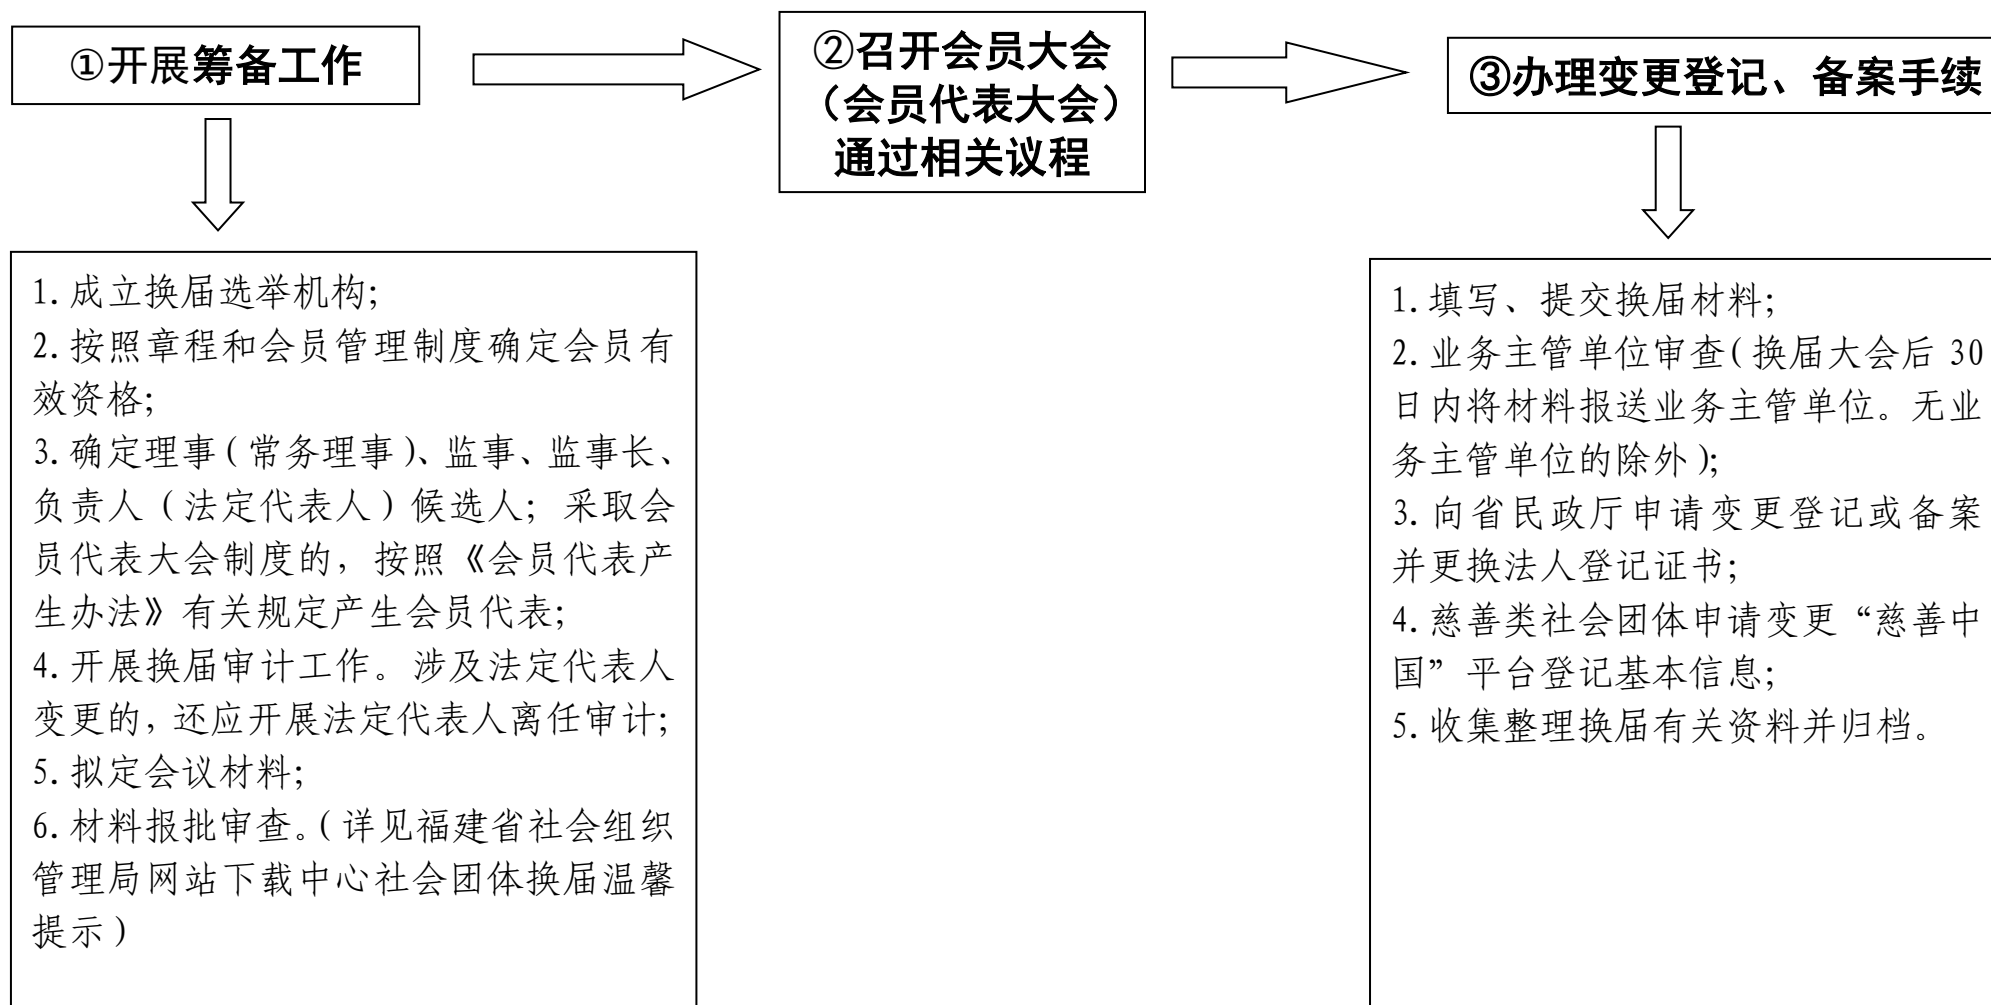 ①开展筹备工作
②召开会员大会
（会员代表大会）
通过相关议程
③办理变更登记、备案手续
1.成立换届选举机构；
2.按照章程和会员管理制度确定会员有
效资格；
3.确定理事（常务理事）、监事、监事长、
负责人（法定代表人）候选人；采取会
员代表大会制度的，按照《会员代表产
生办法》有关规定产生会员代表；
4.开展换届审计工作。涉及法定代表人
变更的，还应开展法定代表人离任审计；
5.拟定会议材料；
6.材料报批审查。（详见福建省社会组织
管理局网站下载中心社会团体换届温馨
提示）
1.填写、提交换届材料；
2.业务主管单位审查（换届大会后 30
日内将材料报送业务主管单位。无业
务主管单位的除外）；
3.向省民政厅申请变更登记或备案
并更换法人登记证书；
4.慈善类社会团体申请变更“慈善中
国”平台登记基本信息；
5.收集整理换届有关资料并归档。